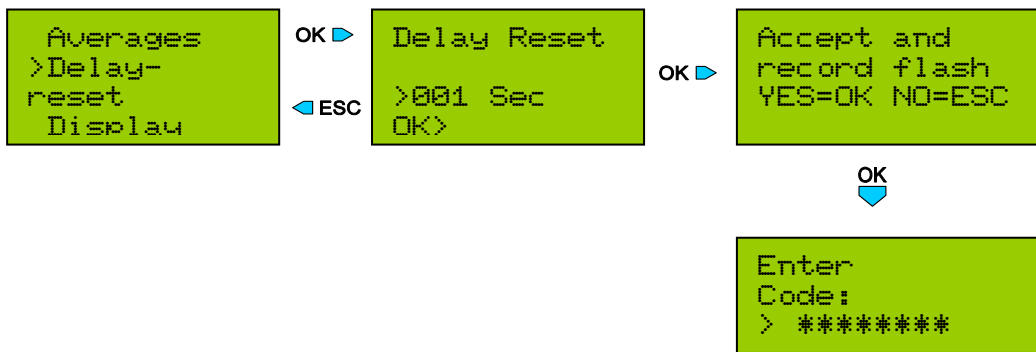 Averages
>Delay-
reset
Display
OK
ESC
Delay Reset
>001 Sec
OK>
OK
Accept and
record flash
YES=OK NO=ESC
OK
Enter
Code:
> ********